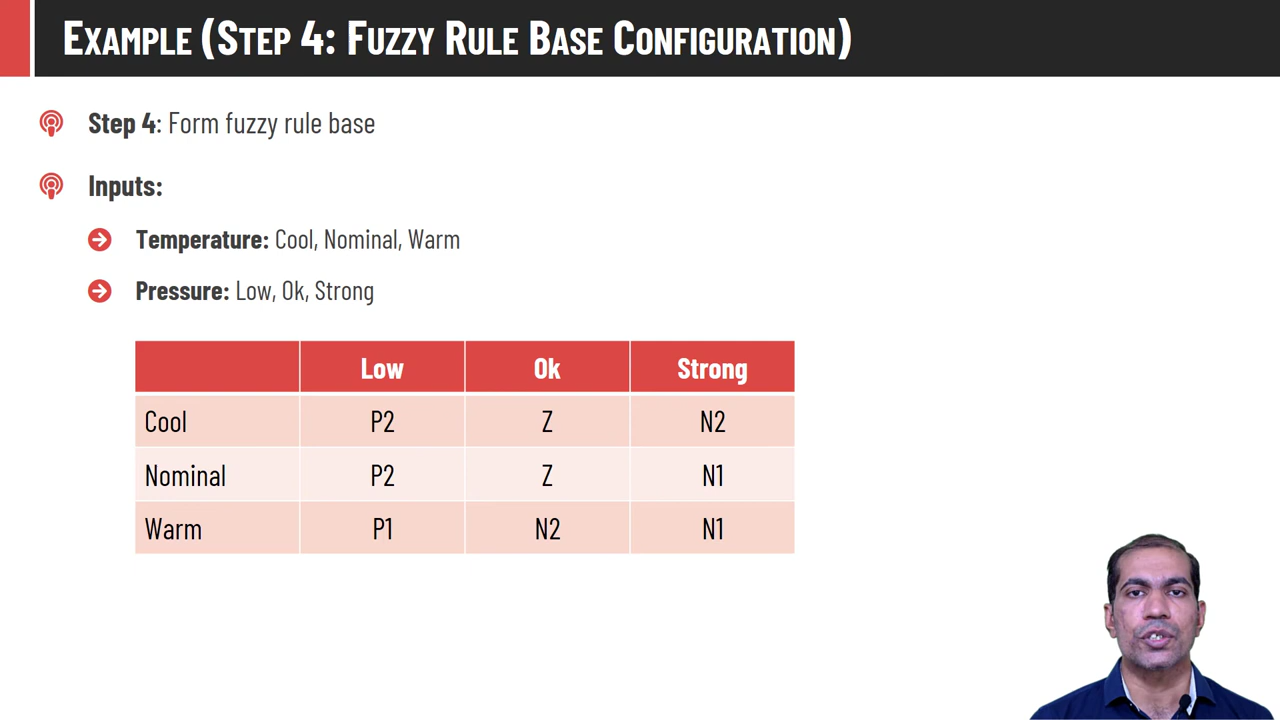 Example (Step 4: Fuzzy Rule Base Configuration)
Step 4: Form fuzzy rule base
Inputs:
Temperature: Cool, Nominal, Warm
Pressure: Low, Ok, Strong
Low Ok Strong
Cool P2 Z N2
Nominal P2 Z N1
Warm P1 N2 N1